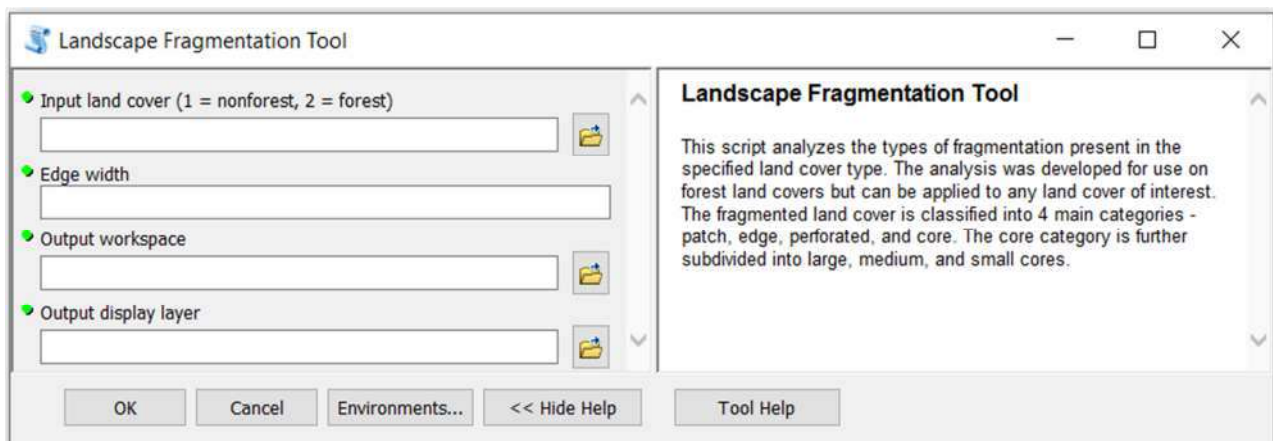 Landscape Fragmentation Tool
Input land cover (1 = nonforest, 2 = forest)
Edge width
Output workspace
Output display layer
Landscape Fragmentation Tool
This script analyzes the types of fragmentation present in the
specified land cover type. The analysis was developed for use on
forest land covers but can be applied to any land cover of interest.
The fragmented land cover is classified into 4 main categories -
patch, edge, perforated, and core. The core category is further
subdivided into large, medium, and small cores.
OK Cancel Environments... << Hide Help Tool Help